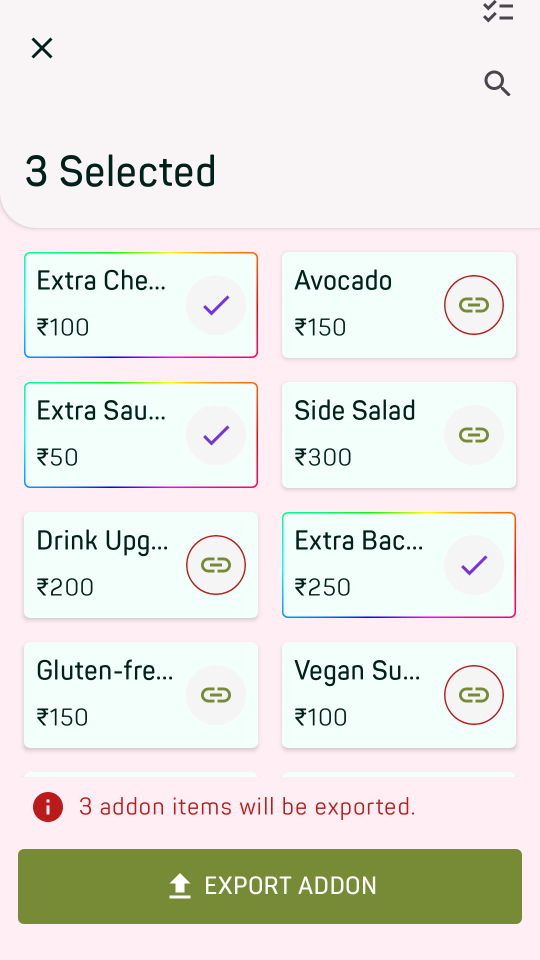 3 Selected
Extra Che...
₹100
Avocado
₹150
Extra Sau...
₹50
Side Salad
₹300
Drink Upg...
₹200
Extra Bac...
₹250
Gluten-fre...
₹150
Vegan Su...
₹100
3 addon items will be exported.
EXPORT ADDON